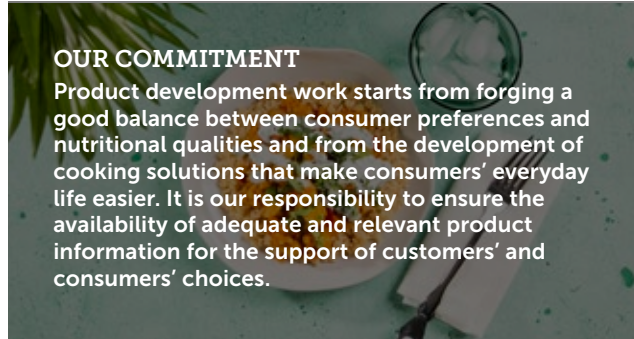 OUR COMMITMENT
Product development work starts from forging a
good balance between consumer preferences and
nutritional qualities and from the development of
cooking solutions that make consumers’ everyday
life easier. It is our responsibility to ensure the
availability of adequate and relevant product
information for the support of customers’ and
consumers’ choices.